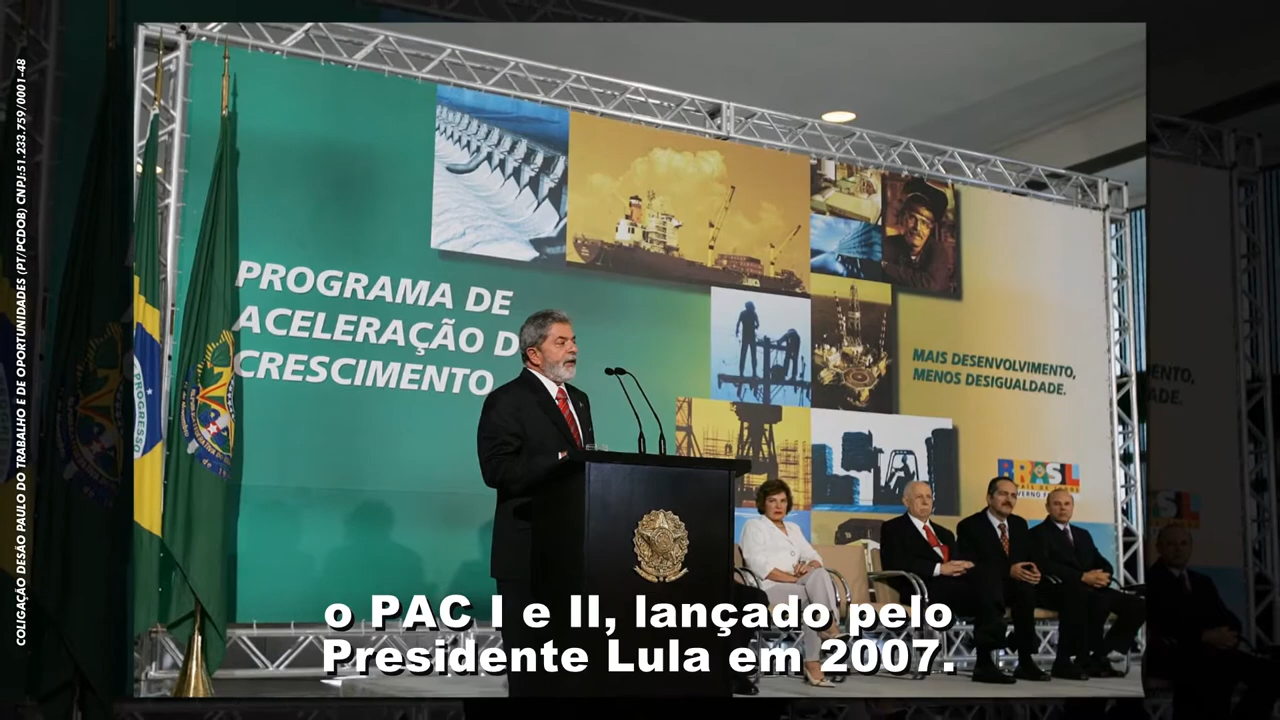 COLIGAÇÃO DESÃO PAULO DO TRABALHO E DE OPORTUNIDADES (PT/PCDOB) CNPJ:51.233.759/0001-48
PROGRAMA DE
ACELERAÇÃO D
CRESCIMENTO
MAIS DESENVOLVIMENTO,
MENOS DESIGUALDADE.
BRASIL
PROGRESSO
o PAC I e II, lançado pelo
Presidente Lula em 2007.